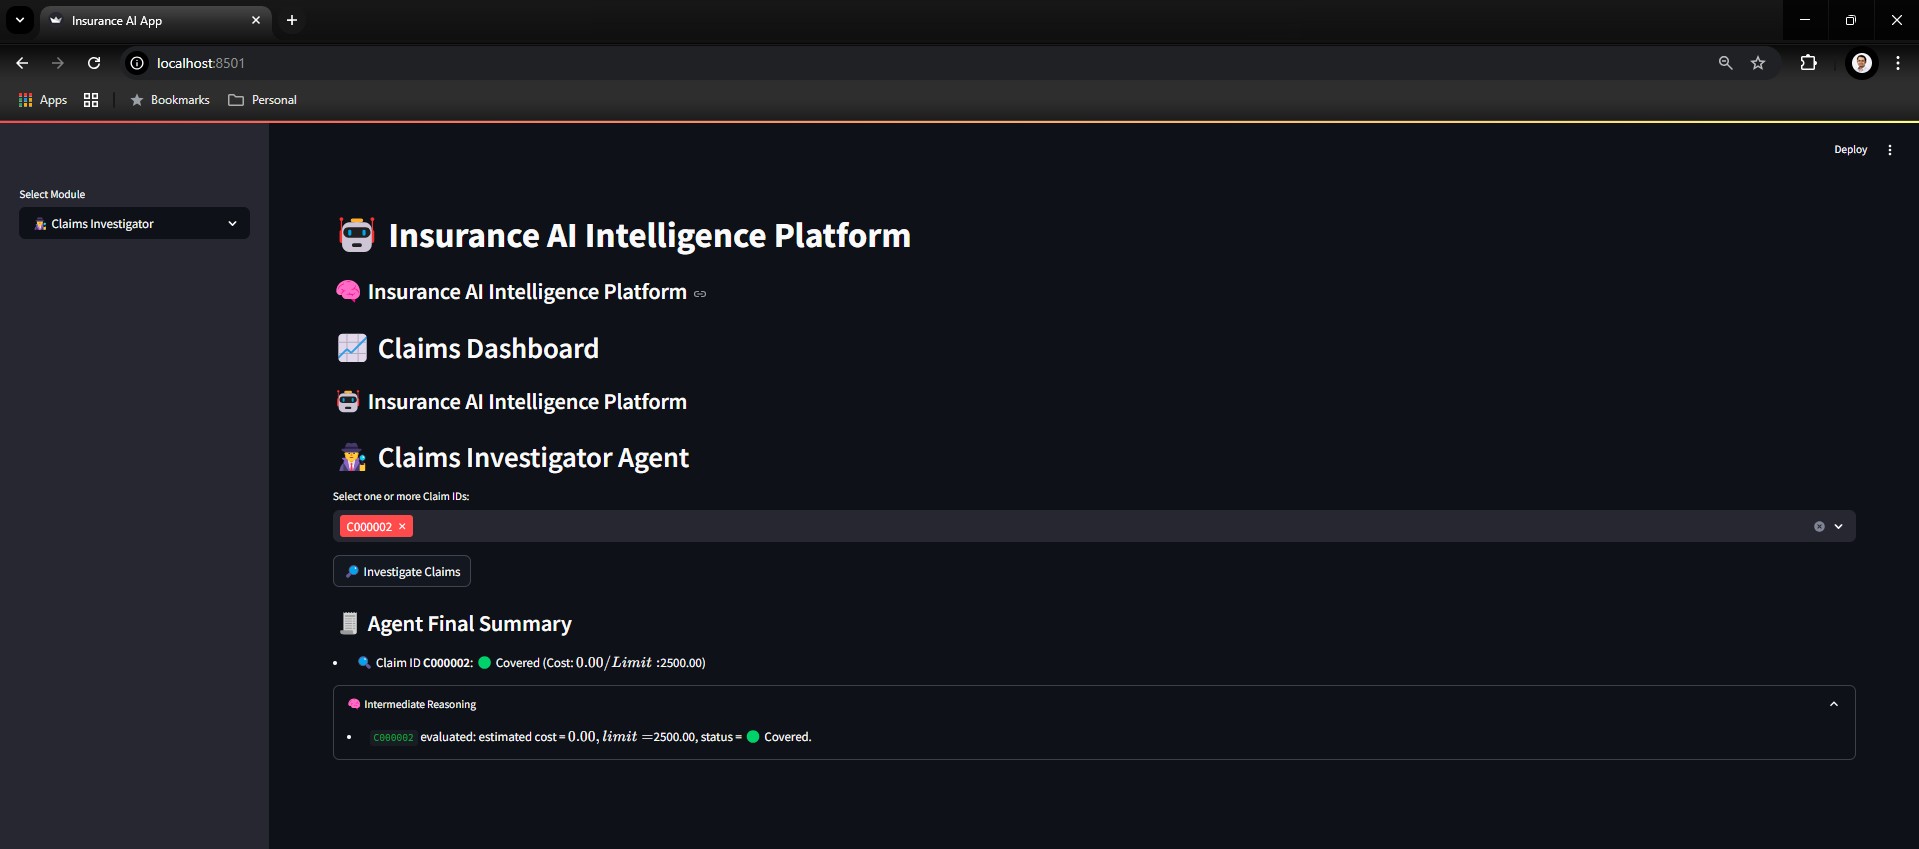 Insurance AI App
localhost:8501
Apps
Bookmarks
Personal
Deploy
Select Module
Claims Investigator
Insurance AI Intelligence Platform
Insurance AI Intelligence Platform
Claims Dashboard
Insurance AI Intelligence Platform
Claims Investigator Agent
Select one or more Claim IDs:
C000002
Investigate Claims
Agent Final Summary
• Claim ID C000002: Covered (Cost: 0.00/Limit :2500.00)
Intermediate Reasoning
• C000002 evaluated: estimated cost = 0.00, limit =2500.00, status = Covered.